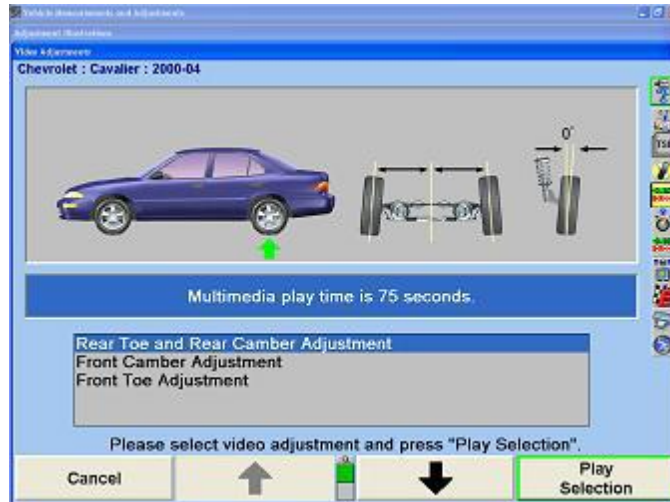 Vehicle Measurements and Adjustments
Adjustment Illustrations
Video Adjustments
Chevrolet : Cavalier : 2000-04
0°
TSB
Multimedia play time is 75 seconds.
Rear Toe and Rear Camber Adjustment
Front Camber Adjustment
Front Toe Adjustment
Please select video adjustment and press "Play Selection".
Cancel
Play
Selection